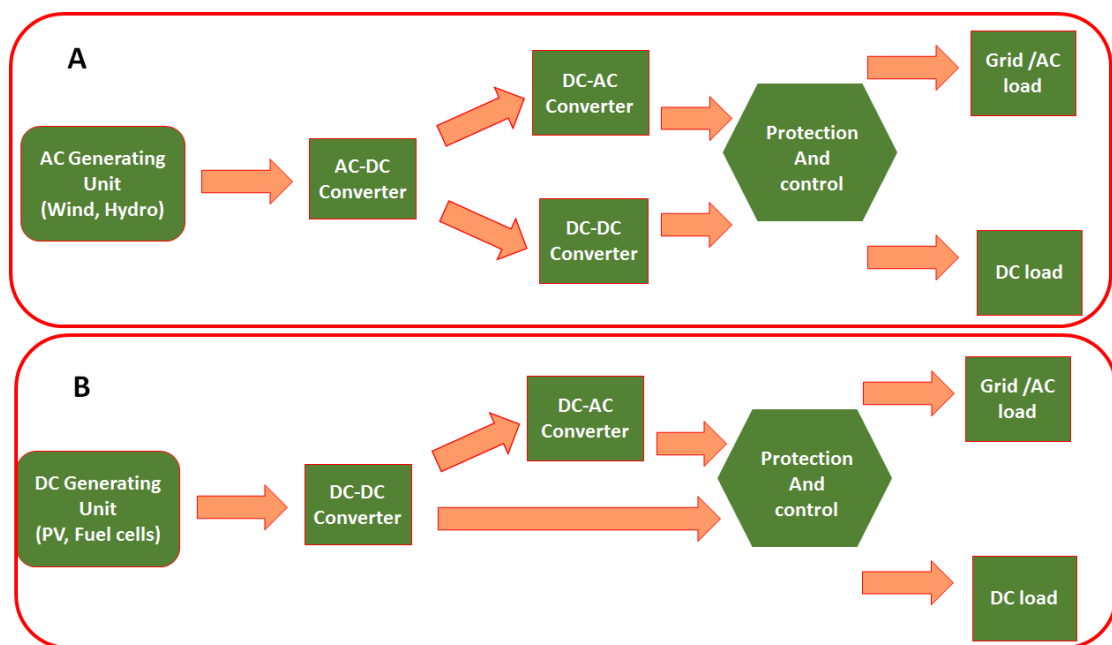 A
AC Generating
Unit
(Wind, Hydro)
AC-DC
Converter
DC-AC
Converter
DC-DC
Converter
Protection
And
control
Grid /AC
load
DC load
B
DC Generating
Unit
(PV, Fuel cells)
DC-DC
Converter
DC-AC
Converter
Protection
And
control
Grid /AC
load
DC load